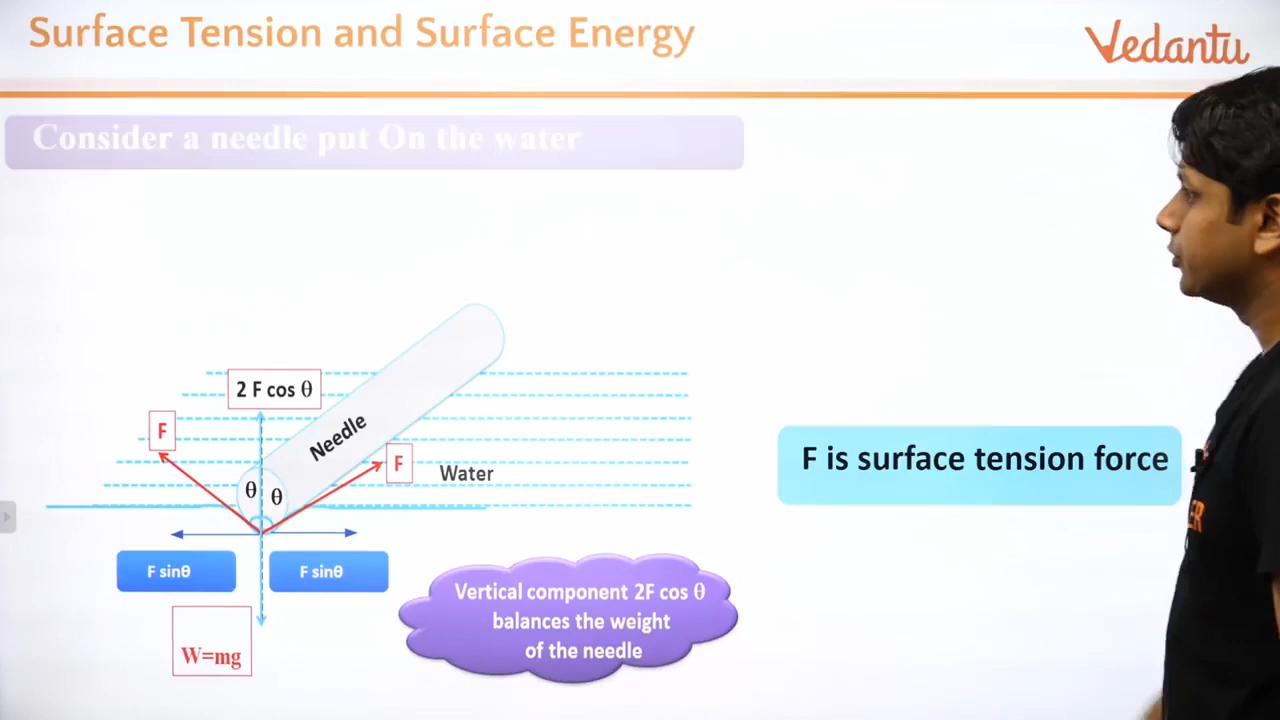 Surface Tension and Surface Energy
Vedantu
Consider a needle put On the water
2 F cos θ
F
Needle
F
Water
θ
θ
F sinθ
F sinθ
W=mg
Vertical component 2F cos θ
balances the weight
of the needle
F is surface tension force
ER